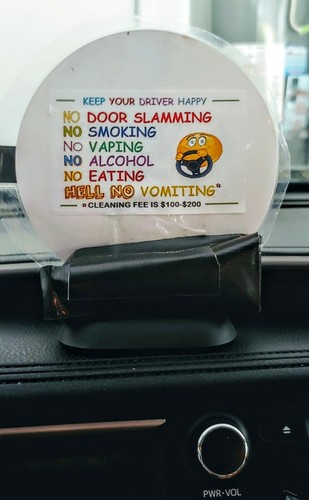 KEEP YOUR DRIVER HAPPY
NO DOOR SLAMMING
NO SMOKING
NO VAPING
NO ALCOHOL
NO EATING
HELL NO VOMITING*
*CLEANING FEE IS $100-$200
PWR•VOL